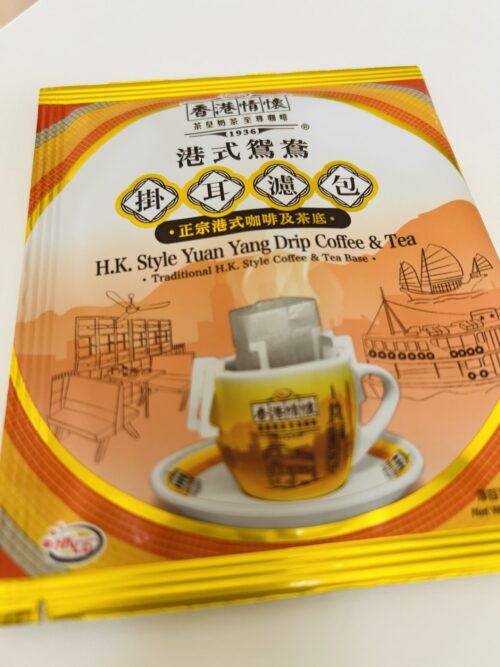 香港情懷
茶皇奶茶至尊咖啡
(1936)®
港式鴛鴦
掛耳濾包
·正宗港式咖啡及茶底·
H.K. Style Yuan Yang Drip Coffee & Tea
· Traditional H.K. Style Coffee & Tea Base ·
香港情懷